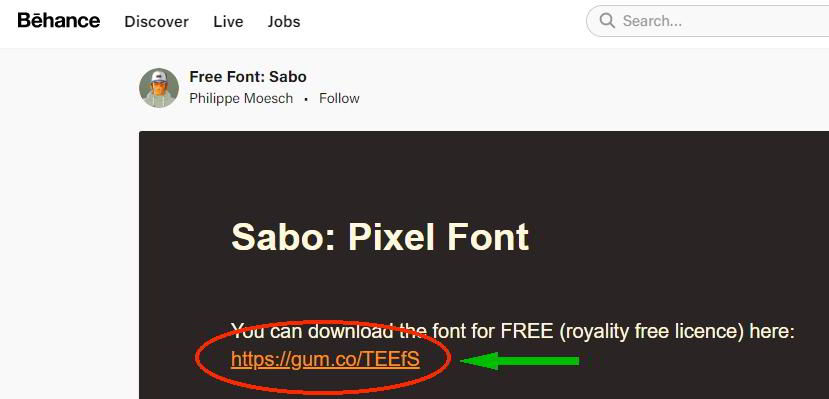 Bēhance Discover Live Jobs Search...
Free Font: Sabo
Philippe Moesch • Follow
Sabo: Pixel Font
You can download the font for FREE (royality free licence) here:
https://gum.co/TEEfS